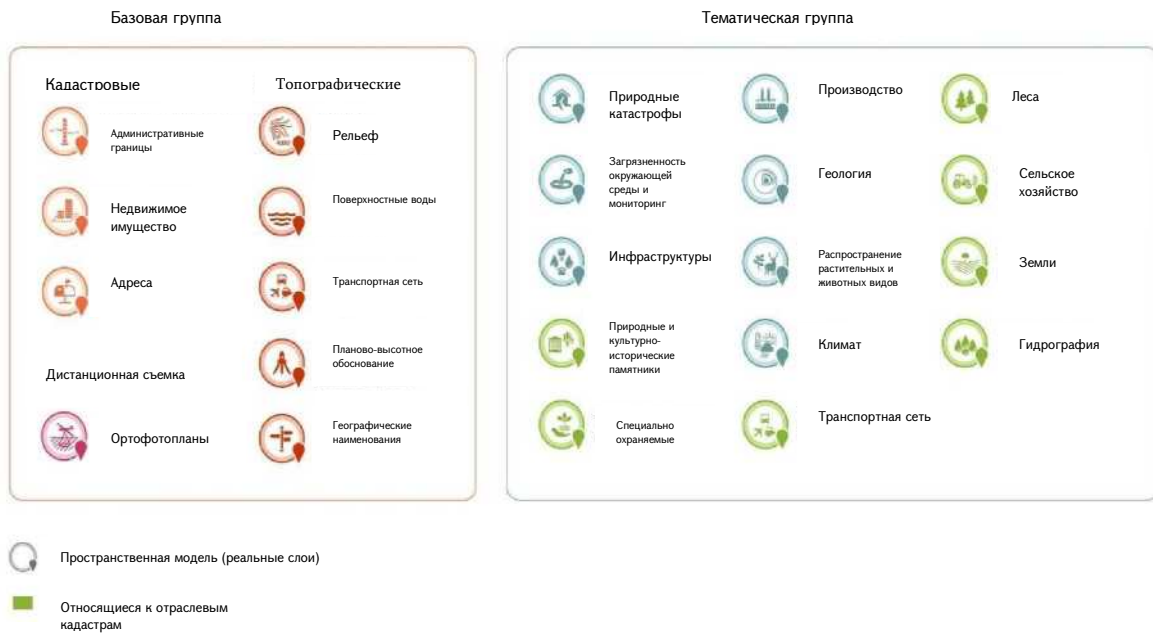 Базовая группа
Тематическая группа
Кадастровые
Административные
границы
Недвижимое
имущество
Адреса
Дистанционная съемка
Ортофотопланы
Топографические
Рельеф
Поверхностные воды
Транспортная сеть
Планово-высотное
обоснование
Географические
наименования
Природные
катастрофы
Загрязненность
окружающей
среды и
мониторинг
Инфраструктуры
Природные и
культурно-
исторические
памятники
Специально
охраняемые
Производство
Геология
Распространение
растительных и
животных видов
Климат
Транспортная сеть
Леса
Сельское
хозяйство
Земли
Гидрография
Пространственная модель (реальные слои)
Относящиеся к отраслевым
кадастрам